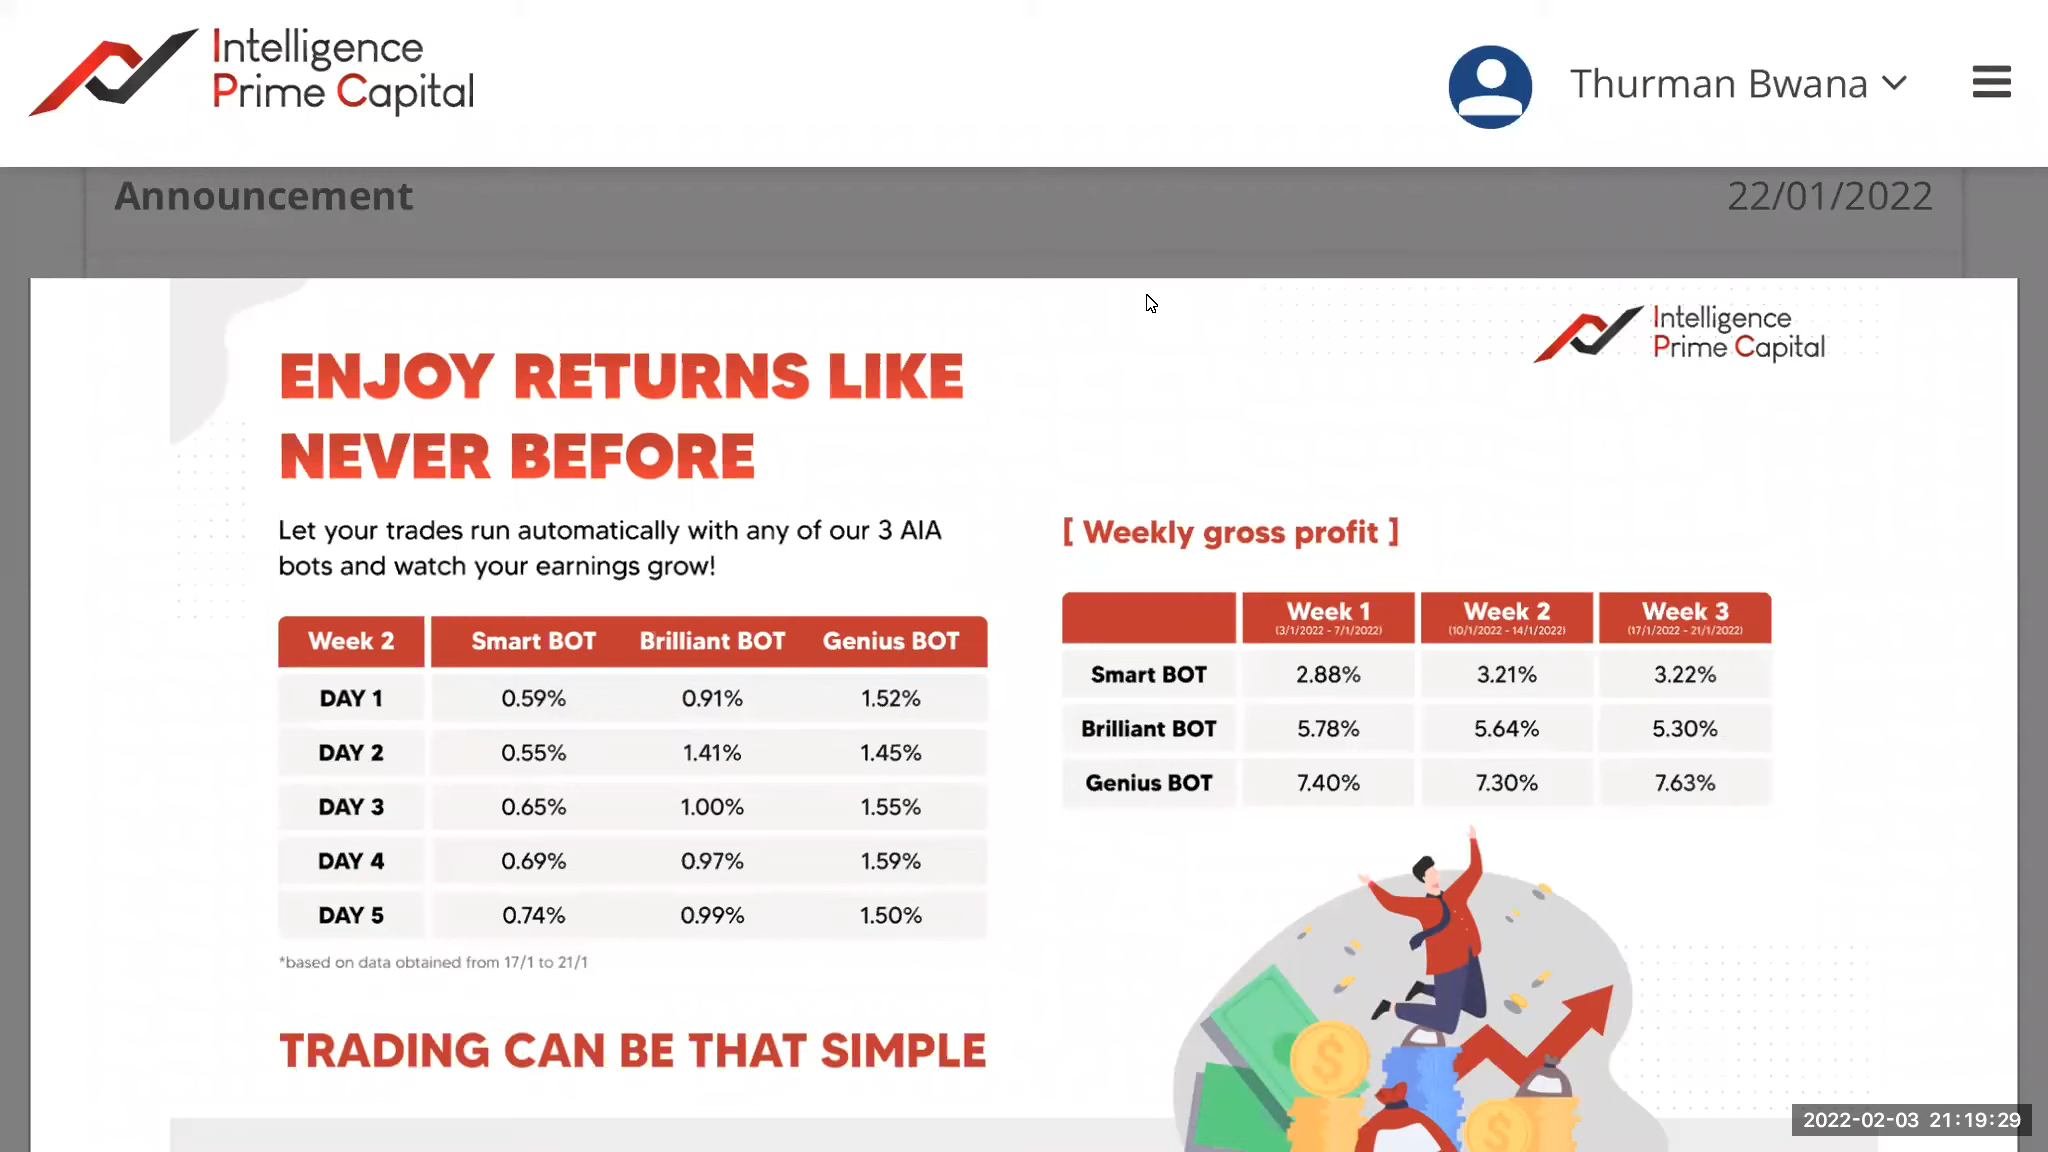 Intelligence
Prime Capital
Thurman Bwana
Announcement
22/01/2022
Intelligence
Prime Capital
ENJOY RETURNS LIKE
NEVER BEFORE
Let your trades run automatically with any of our 3 AIA
bots and watch your earnings grow!
Week 2 Smart BOT Brilliant BOT Genius BOT
DAY 1 0.59% 0.91% 1.52%
DAY 2 0.55% 1.41% 1.45%
DAY 3 0.65% 1.00% 1.55%
DAY 4 0.69% 0.97% 1.59%
DAY 5 0.74% 0.99% 1.50%
*based on data obtained from 17/1 to 21/1
TRADING CAN BE THAT SIMPLE
[ Weekly gross profit ]
Week 1 Week 2 Week 3
(3/1/2022 - 7/1/2022) (10/1/2022 - 14/1/2022) (17/1/2022 - 21/1/2022)
Smart BOT 2.88% 3.21% 3.22%
Brilliant BOT 5.78% 5.64% 5.30%
Genius BOT 7.40% 7.30% 7.63%
$
$
2022-02-03 21:19:29